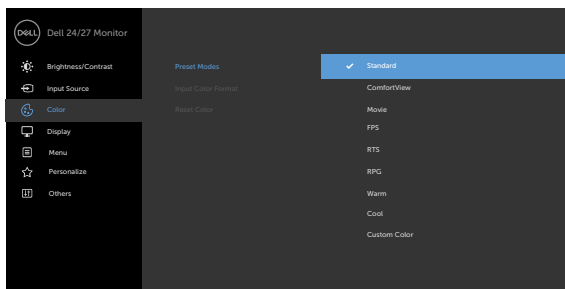 DELL Dell 24/27 Monitor
Brightness/Contrast
Input Source
Color
Display
Menu
Personalize
Others
Preset Modes
Input Color Format
Reset Color
Standard
ComfortView
Movie
FPS
RTS
RPG
Warm
Cool
Custom Color